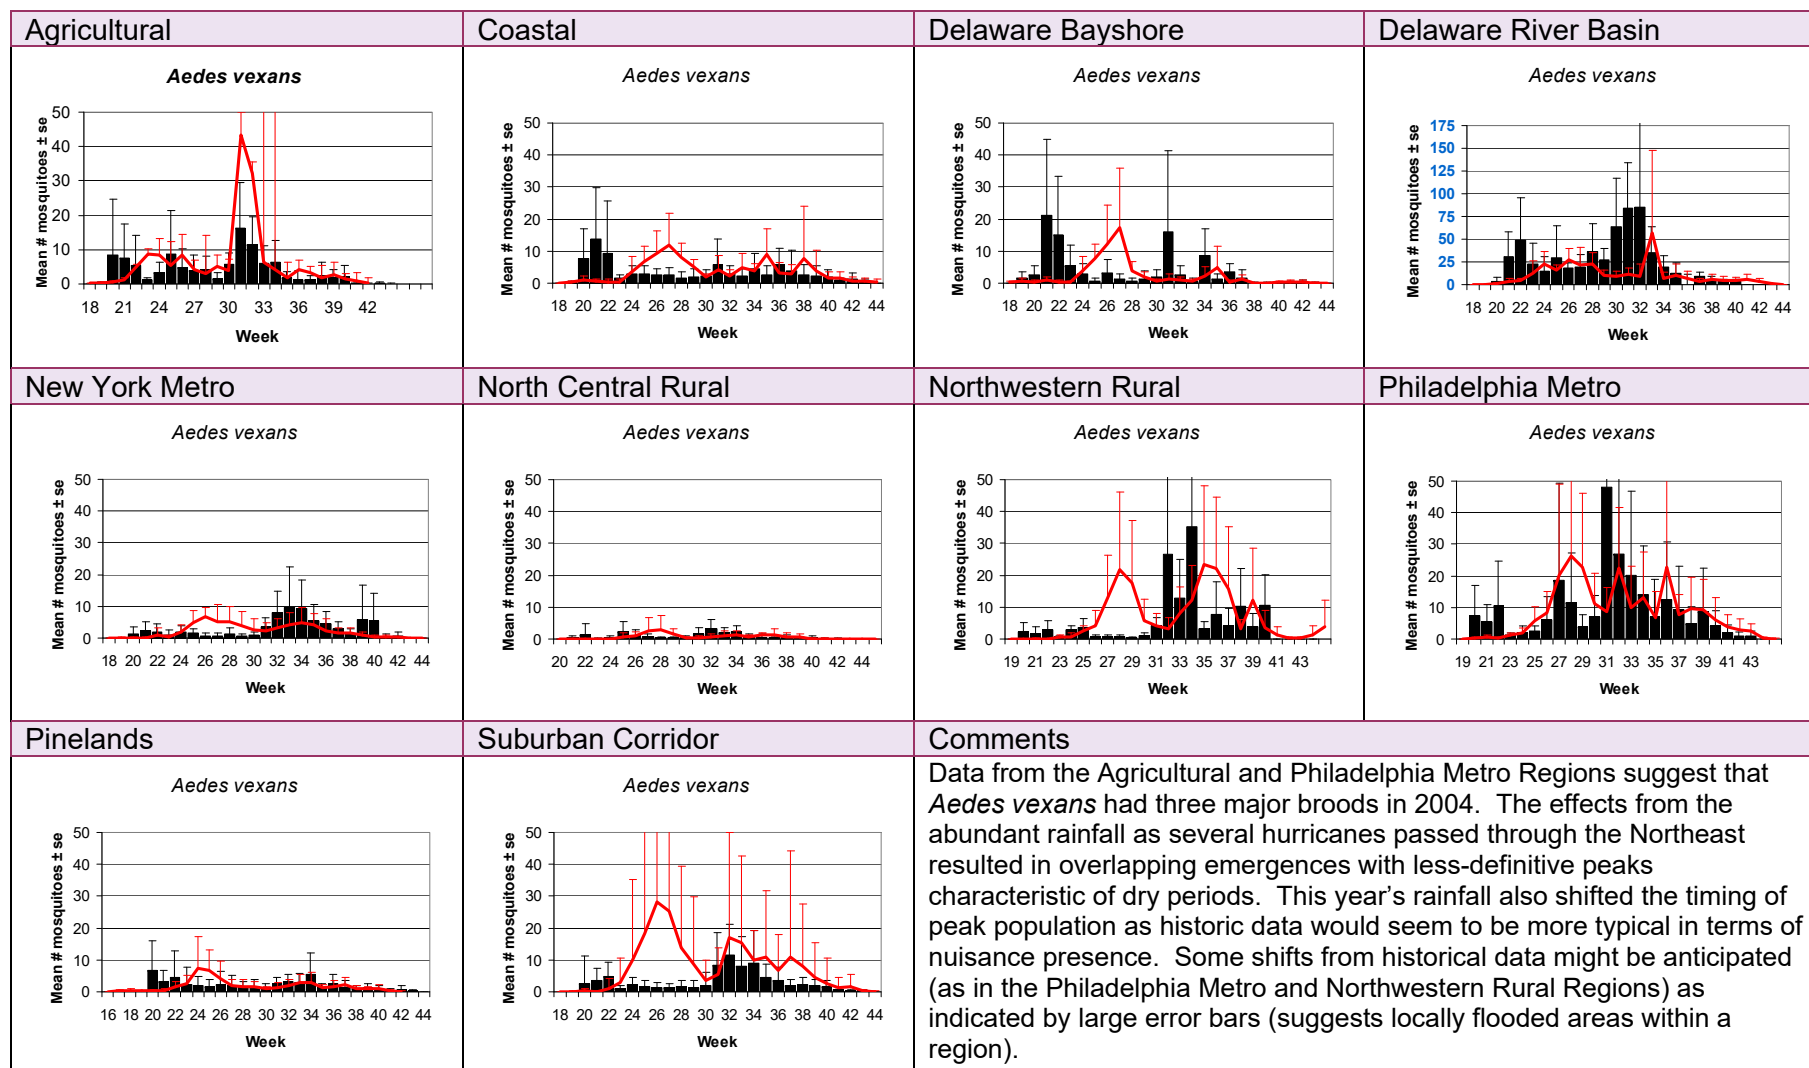 Agricultural
Coastal
Delaware Bayshore
Delaware River Basin
Aedes vexans
Mean # mosquitoes ± se
50
40
30
20
10
0
18 21 24 27 30 33 36 39 42
Week
Aedes vexans
Mean # mosquitoes ± se
50
40
30
20
10
0
18 20 22 24 26 28 30 32 34 36 38 40 42 44
Week
Aedes vexans
Mean # mosquitoes ± se
50
40
30
20
10
0
18 20 22 24 26 28 30 32 34 36 38 40 42 44
Week
Aedes vexans
Mean # mosquitoes ± se
175
150
125
100
75
50
25
0
18 20 22 24 26 28 30 32 34 36 38 40 42 44
Week
New York Metro
North Central Rural
Northwestern Rural
Philadelphia Metro
Aedes vexans
Mean # mosquitoes ± se
50
40
30
20
10
0
18 20 22 24 26 28 30 32 34 36 38 40 42 44
Week
Aedes vexans
Mean # mosquitoes ± se
50
40
30
20
10
0
20 22 24 26 28 30 32 34 36 38 40 42 44
Week
Aedes vexans
Mean # mosquitoes ± se
50
40
30
20
10
0
19 21 23 25 27 29 31 33 35 37 39 41 43
Week
Aedes vexans
Mean # mosquitoes ± se
50
40
30
20
10
0
19 21 23 25 27 29 31 33 35 37 39 41 43
Week
Pinelands
Suburban Corridor
Comments
Aedes vexans
Mean # mosquitoes ± se
50
40
30
20
10
0
16 18 20 22 24 26 28 30 32 34 36 38 40 42 44
Week
Aedes vexans
Mean # mosquitoes ± se
50
40
30
20
10
0
18 20 22 24 26 28 30 32 34 36 38 40 42 44
Week
Data from the Agricultural and Philadelphia Metro Regions suggest that
Aedes vexans had three major broods in 2004. The effects from the
abundant rainfall as several hurricanes passed through the Northeast
resulted in overlapping emergences with less-definitive peaks
characteristic of dry periods. This year's rainfall also shifted the timing of
peak population as historic data would seem to be more typical in terms of
nuisance presence. Some shifts from historical data might be anticipated
(as in the Philadelphia Metro and Northwestern Rural Regions) as
indicated by large error bars (suggests locally flooded areas within a
region).